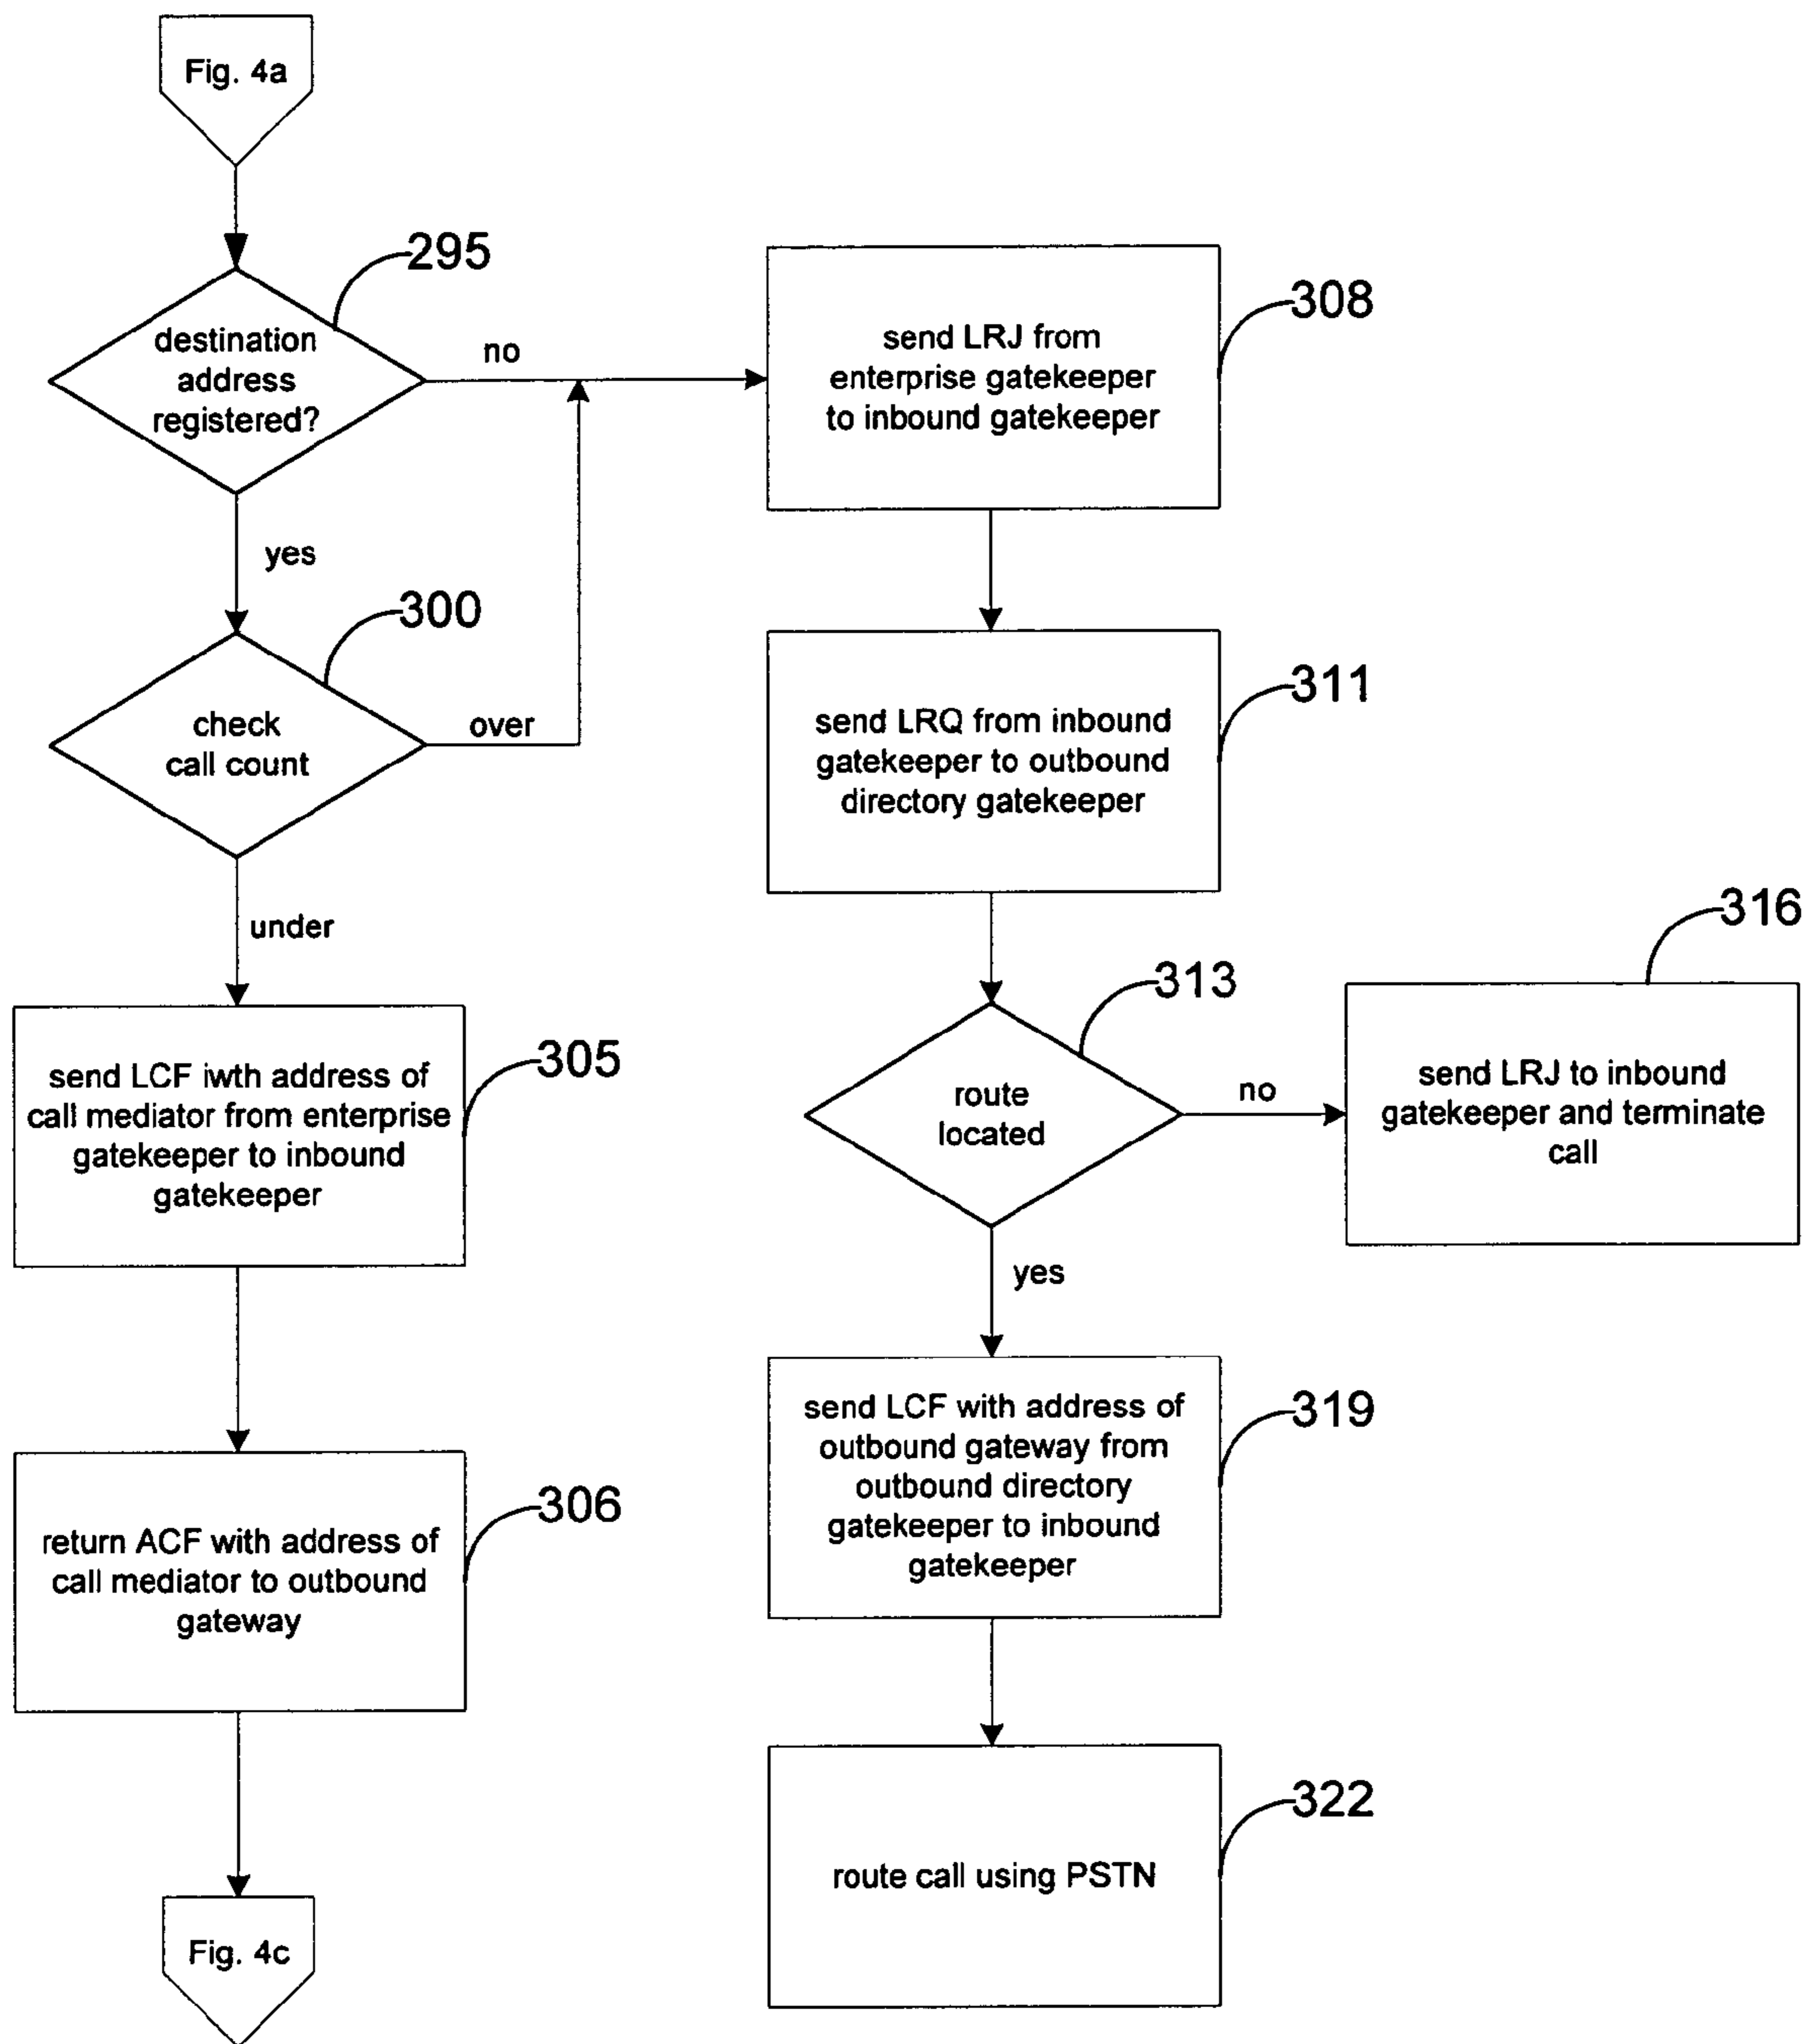 Fig. 4a
295
destination
address
registered?
no
yes
300
check
call count
over
under
305
send LCF iwth address of
call mediator from enterprise
gatekeeper to inbound
gatekeeper
306
return ACF with address of
call mediator to outbound
gateway
Fig. 4c
308
send LRJ from
enterprise gatekeeper
to inbound gatekeeper
311
send LRQ from inbound
gatekeeper to outbound
directory gatekeeper
313
route
located
no
yes
316
send LRJ to inbound
gatekeeper and terminate
call
319
send LCF with address of
outbound gateway from
outbound directory
gatekeeper to inbound
gatekeeper
322
route call using PSTN